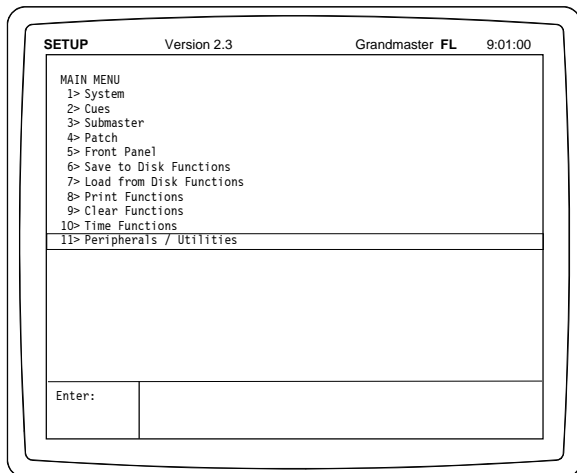 SETUP Version 2.3 Grandmaster FL 9:01:00
MAIN MENU
1> System
2> Cues
3> Submaster
4> Patch
5> Front Panel
6> Save to Disk Functions
7> Load from Disk Functions
8> Print Functions
9> Clear Functions
10> Time Functions
11> Peripherals / Utilities
Enter: